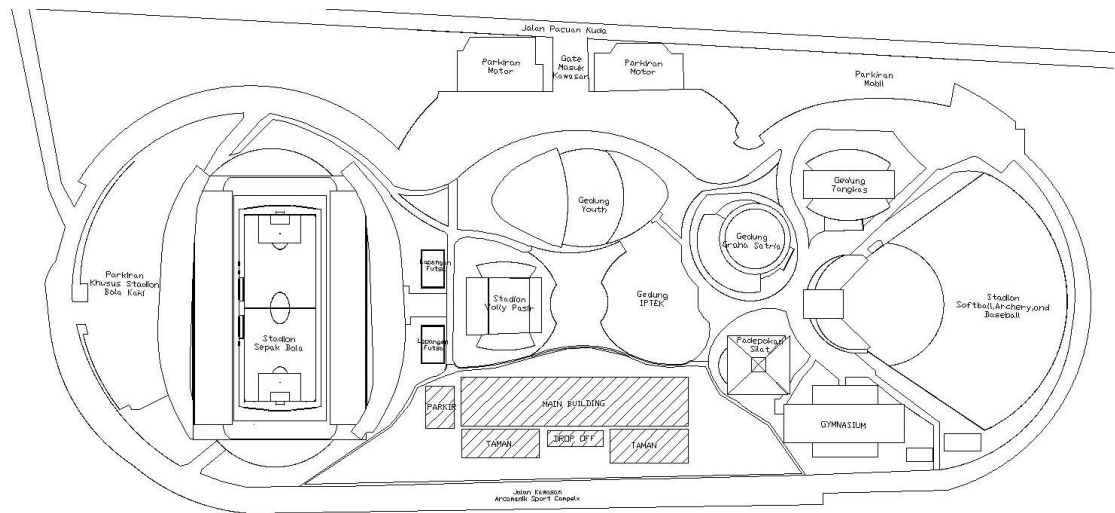 Jalan Pacuan Kuda
Parkiran
Motor
Gate
Masuk
Kawasan
Parkiran
Motor
Parkiran
Mobil
Gedung
Tangkas
Gedung
Youth
Gedung
Graha Satria
Parkiran
Khusus Stadion
Bola Kaki
Lapangan
Futsal
Stadion
Volly Pasir
Gedung
IPTEK
Stadion
Softball,Archery,and
Baseball
Stadion
Sepak Bola
Lapangan
Futsal
Padepokan
Silat
PARKIR
MAIN BUILDING
GYMNASIUM
TAMAN
DROP OFF
TAMAN
Jalan Kawasan
Arcamanik Sport Compelx